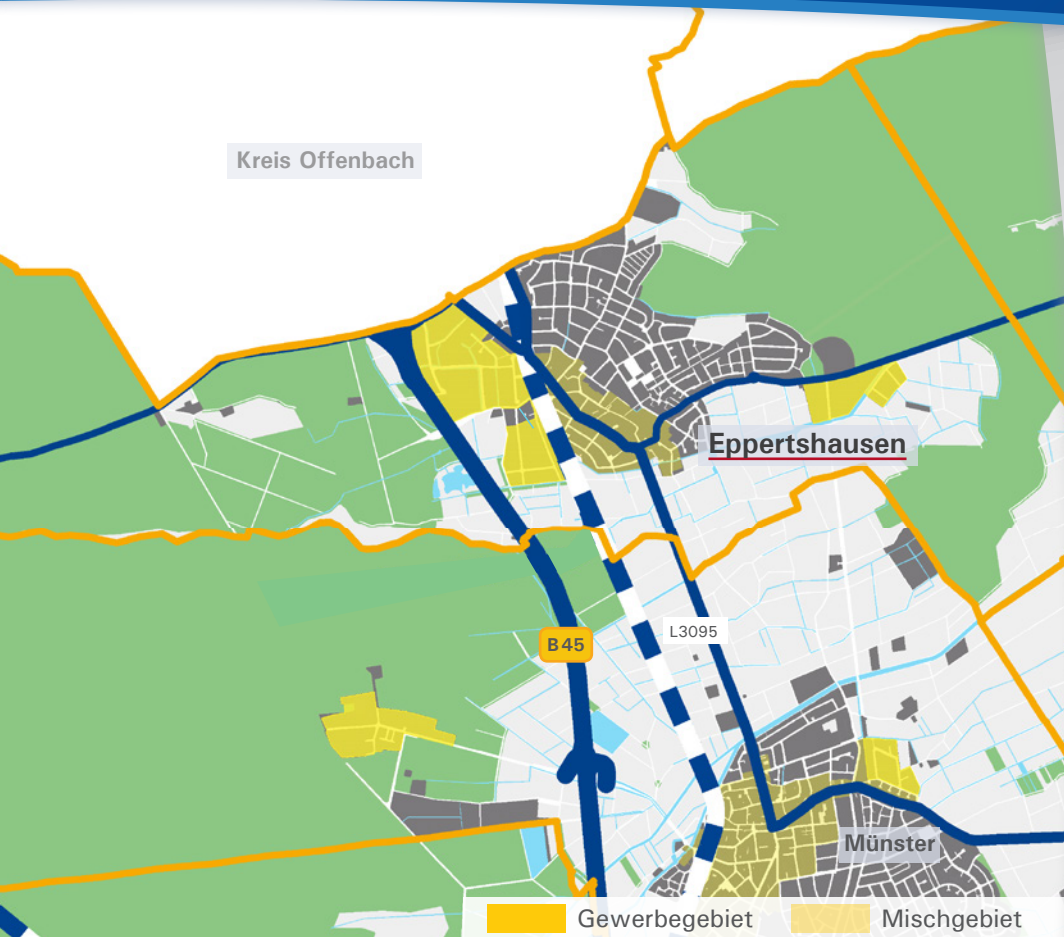 Kreis Offenbach
Eppertshausen
B45
L3095
Münster
Gewerbegebiet
Mischgebiet